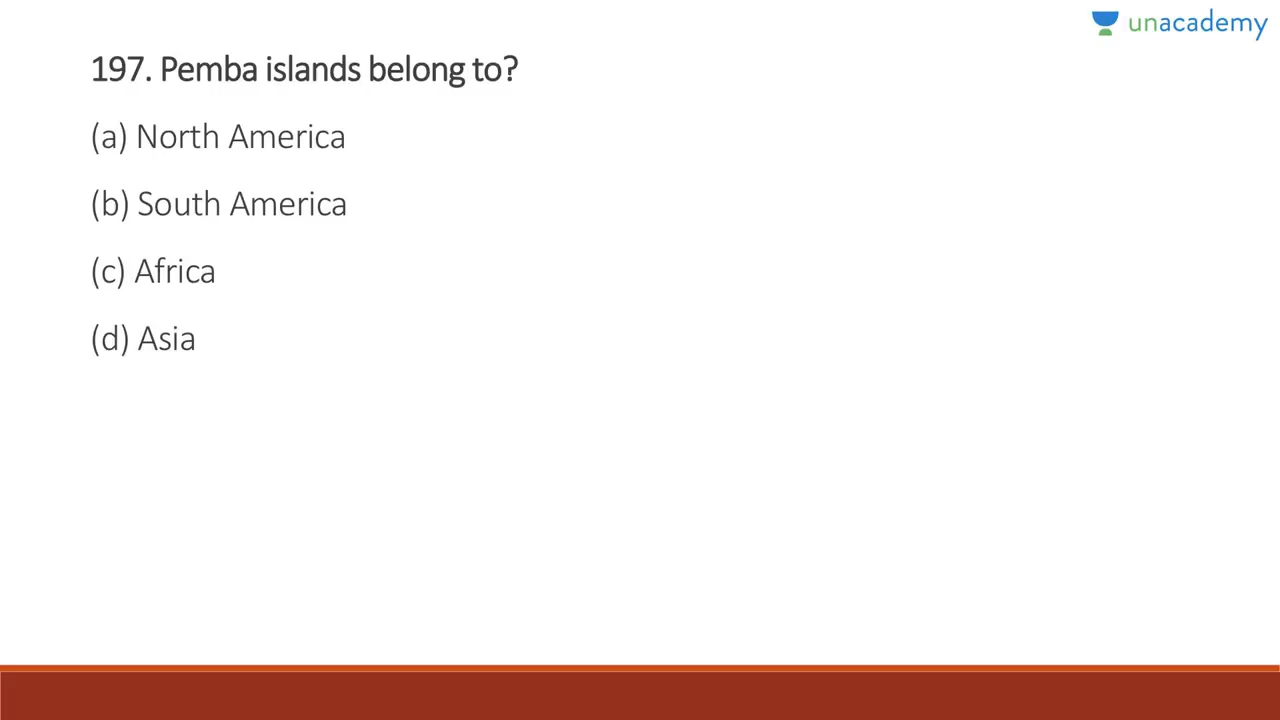 unacademy
197. Pemba islands belong to?
(a) North America
(b) South America
(c) Africa
(d) Asia